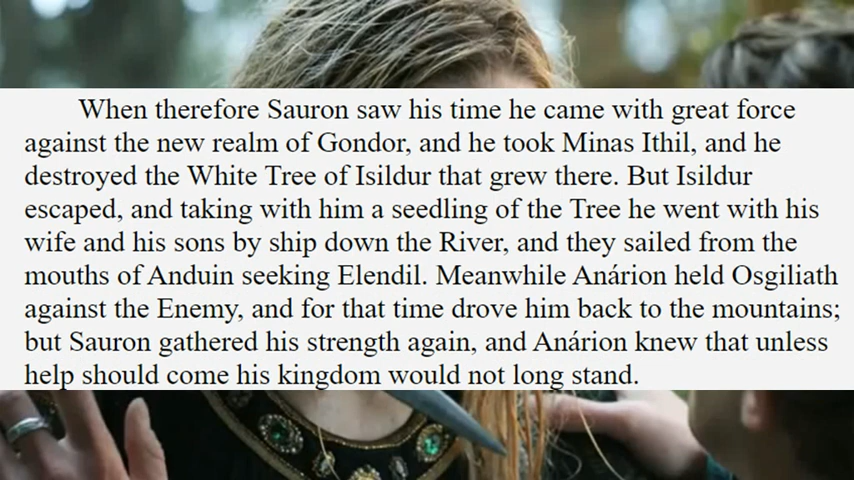 When therefore Sauron saw his time he came with great force
against the new realm of Gondor, and he took Minas Ithil, and he
destroyed the White Tree of Isildur that grew there. But Isildur
escaped, and taking with him a seedling of the Tree he went with his
wife and his sons by ship down the River, and they sailed from the
mouths of Anduin seeking Elendil. Meanwhile Anárion held Osgiliath
against the Enemy, and for that time drove him back to the mountains;
but Sauron gathered his strength again, and Anárion knew that unless
help should come his kingdom would not long stand.